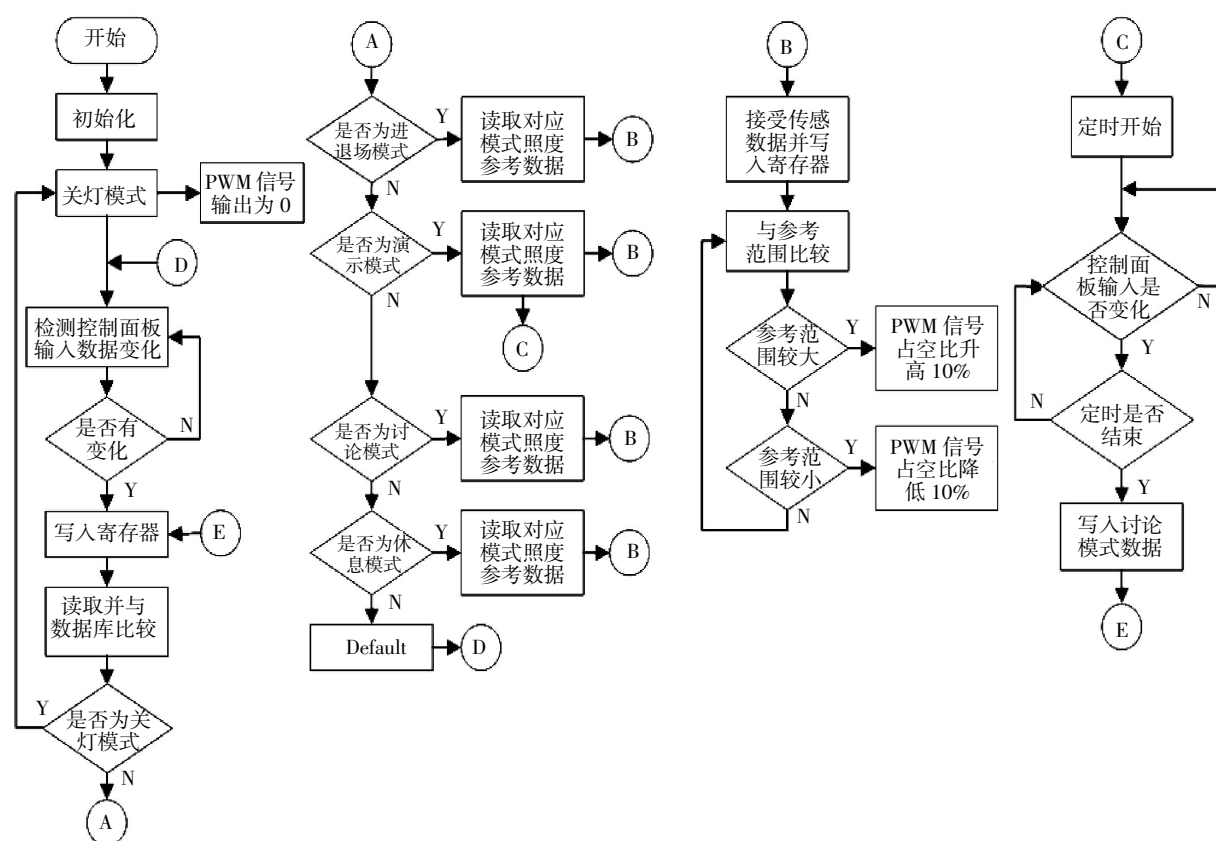 开始
初始化
关灯模式
PWM 信号
输出为 0
D
检测控制面板
输入数据变化
是否有
变化
N
Y
写入寄存器
E
读取并与
数据库比较
Y
是否为关
灯模式
N
A
A
是否为进
退场模式
Y
读取对应
模式照度
参考数据
B
N
是否为演
示模式
Y
读取对应
模式照度
参考数据
B
N
C
是否为讨
论模式
Y
读取对应
模式照度
参考数据
B
N
是否为休
息模式
Y
读取对应
模式照度
参考数据
B
N
Default
D
B
接受传感
数据并写
入寄存器
与参考
范围比较
参考范
围较大
Y
PWM 信号
占空比升
高 10%
N
参考范
围较小
Y
PWM 信号
占空比降
低 10%
N
C
定时开始
控制面
板输入是
否变化
N
Y
N
定时是否
结束
Y
写入讨论
模式数据
E